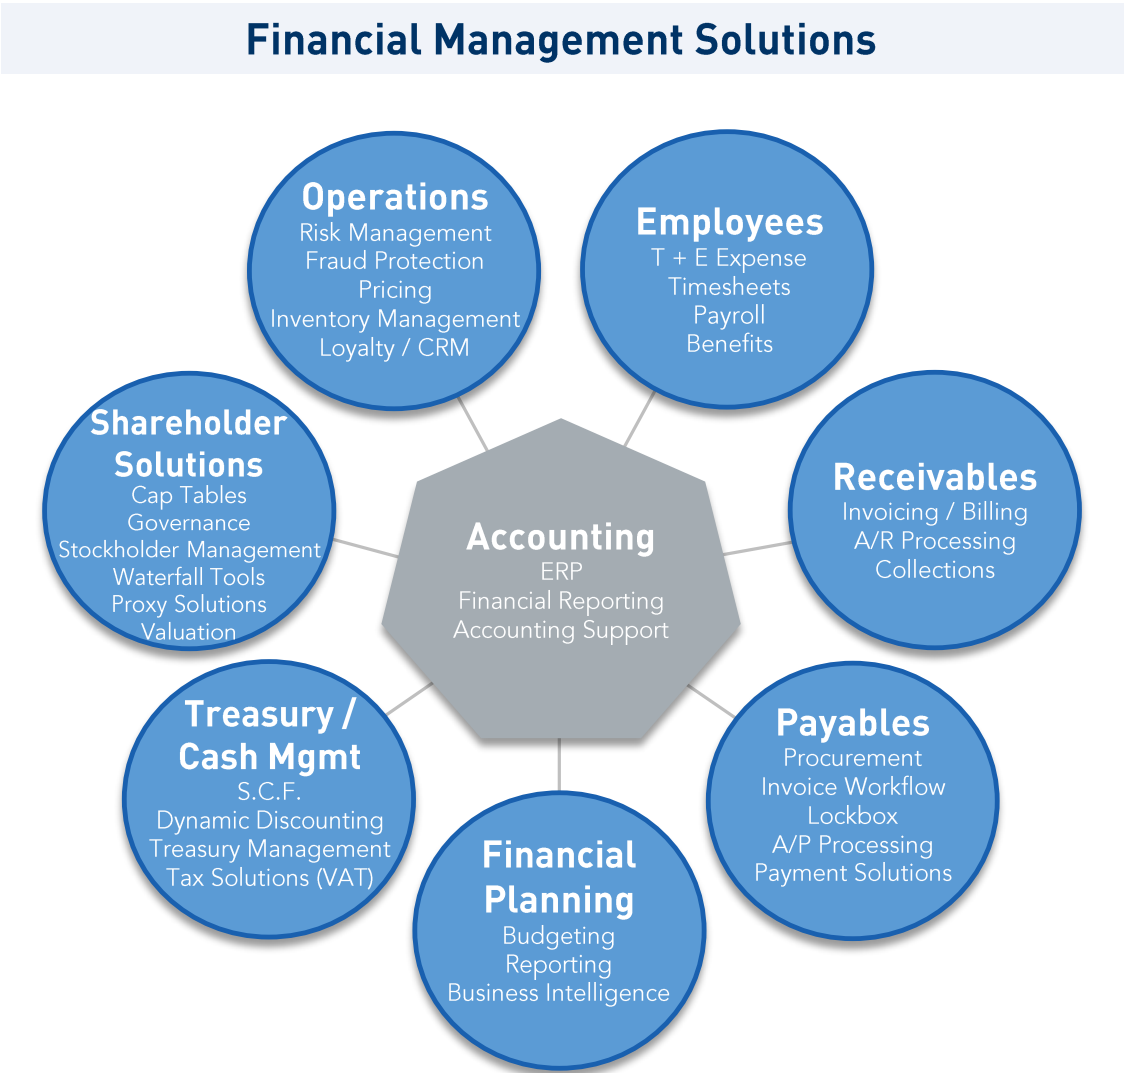 Financial Management Solutions
Operations
Risk Management
Fraud Protection
Pricing
Inventory Management
Loyalty / CRM
Employees
T + E Expense
Timesheets
Payroll
Benefits
Shareholder
Solutions
Cap Tables
Governance
Stockholder Management
Waterfall Tools
Proxy Solutions
Valuation
Accounting
ERP
Financial Reporting
Accounting Support
Receivables
Invoicing / Billing
A/R Processing
Collections
Treasury /
Cash Mgmt
S.C.F.
Dynamic Discounting
Treasury Management
Tax Solutions (VAT)
Financial
Planning
Budgeting
Reporting
Business Intelligence
Payables
Procurement
Invoice Workflow
Lockbox
A/P Processing
Payment Solutions